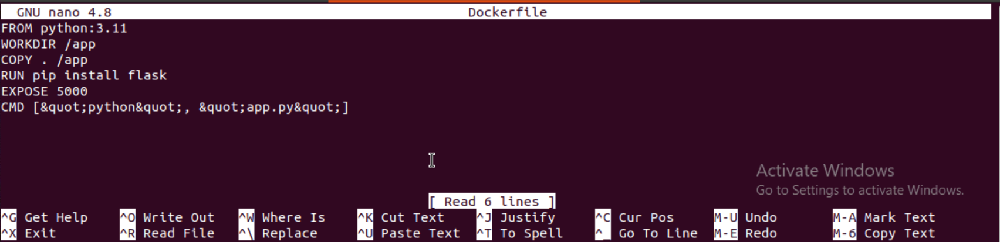 GNU nano 4.8 Dockerfile
FROM python:3.11
WORKDIR /app
COPY . /app
RUN pip install flask
EXPOSE 5000
CMD [&quot;python&quot;, &quot;app.py&quot;]
Activate Windows
Go to Settings to activate Windows.
[ Read 6 lines ]
^G Get Help ^O Write Out ^W Where Is ^K Cut Text ^J Justify ^C Cur Pos M-U Undo M-A Mark Text
^X Exit ^R Read File ^\ Replace ^U Paste Text ^T To Spell ^_ Go To Line M-E Redo M-6 Copy Text